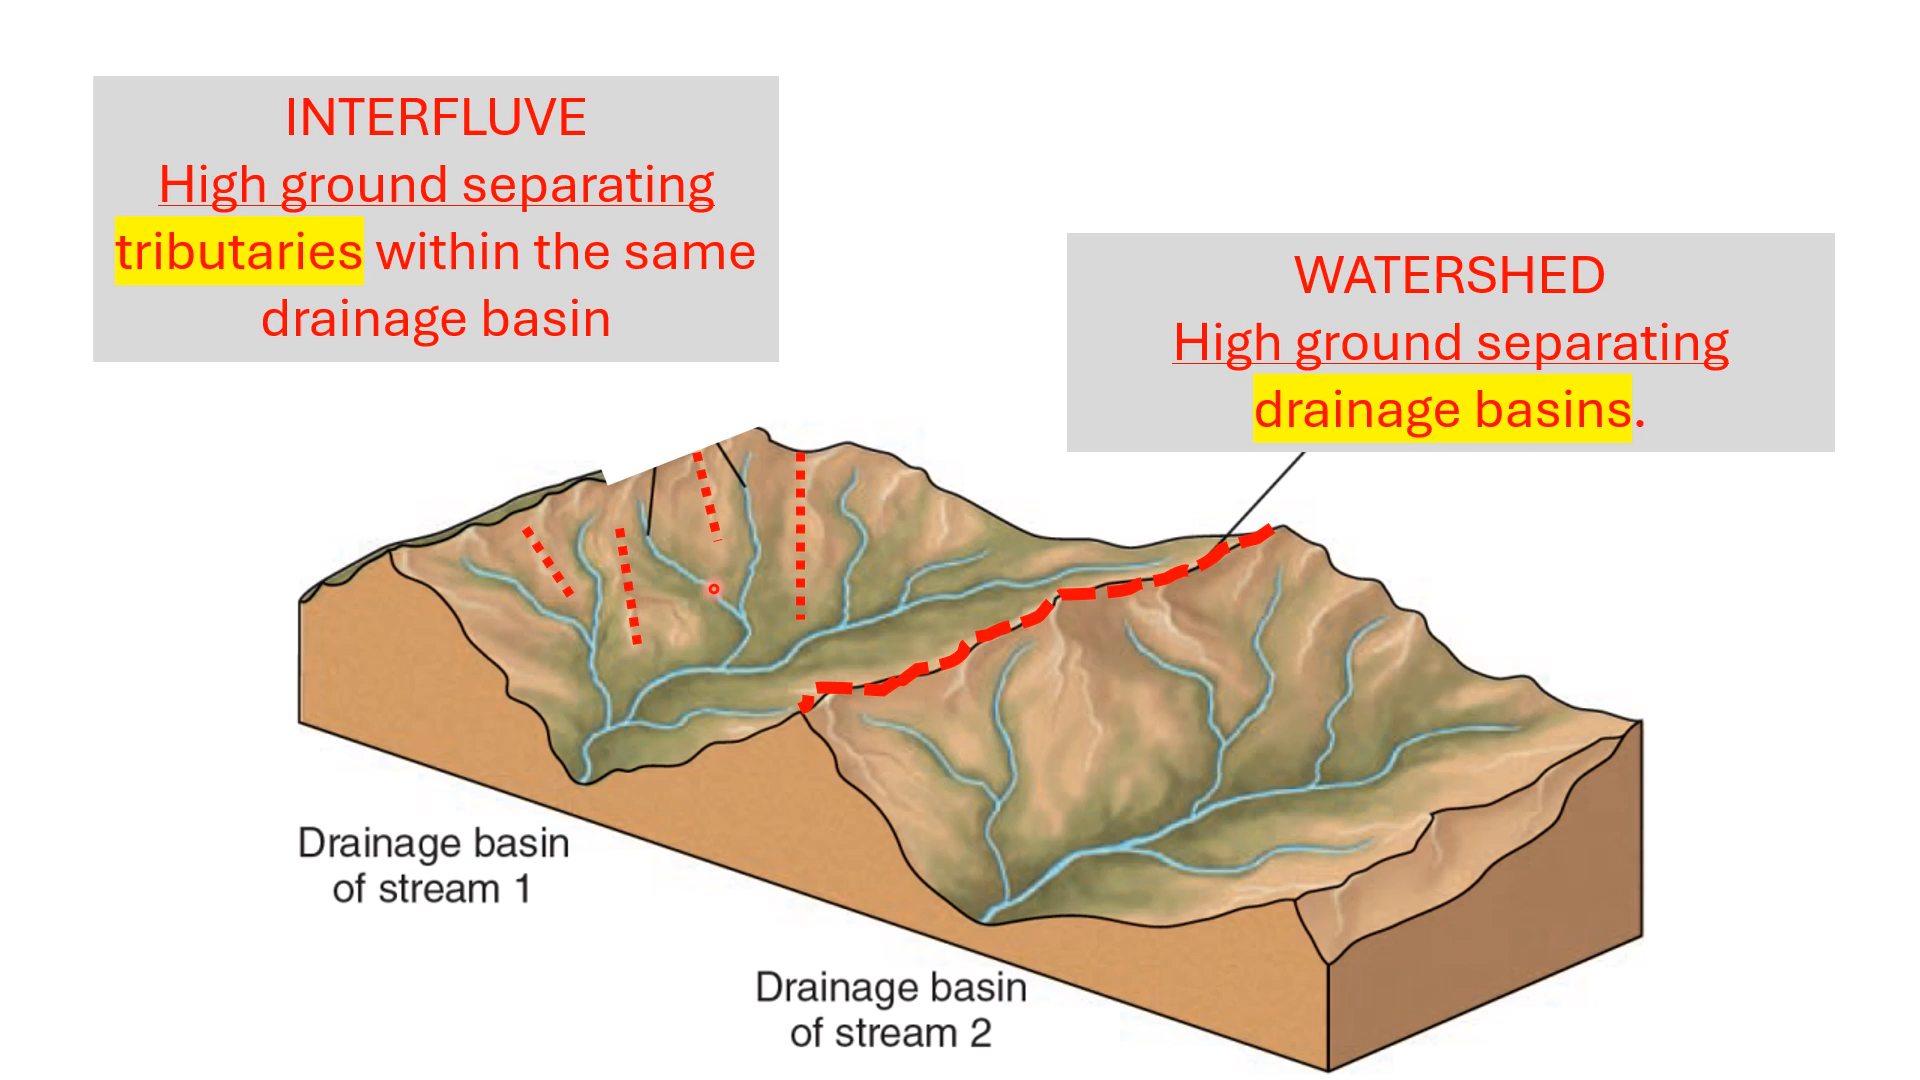 INTERFLUVE
High ground separating
tributaries within the same
drainage basin
WATERSHED
High ground separating
drainage basins.
Drainage basin
of stream 1
Drainage basin
of stream 2